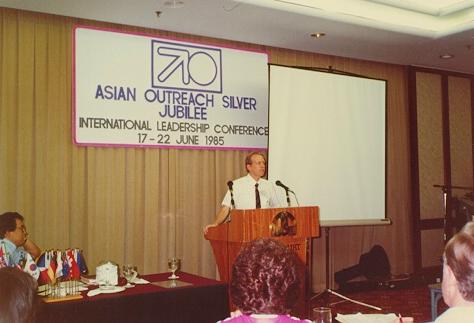 ASIAN OUTREACH SILVER
JUBILEE
INTERNATIONAL LEADERSHIP CONFERENCE
17-22 JUNE 1985